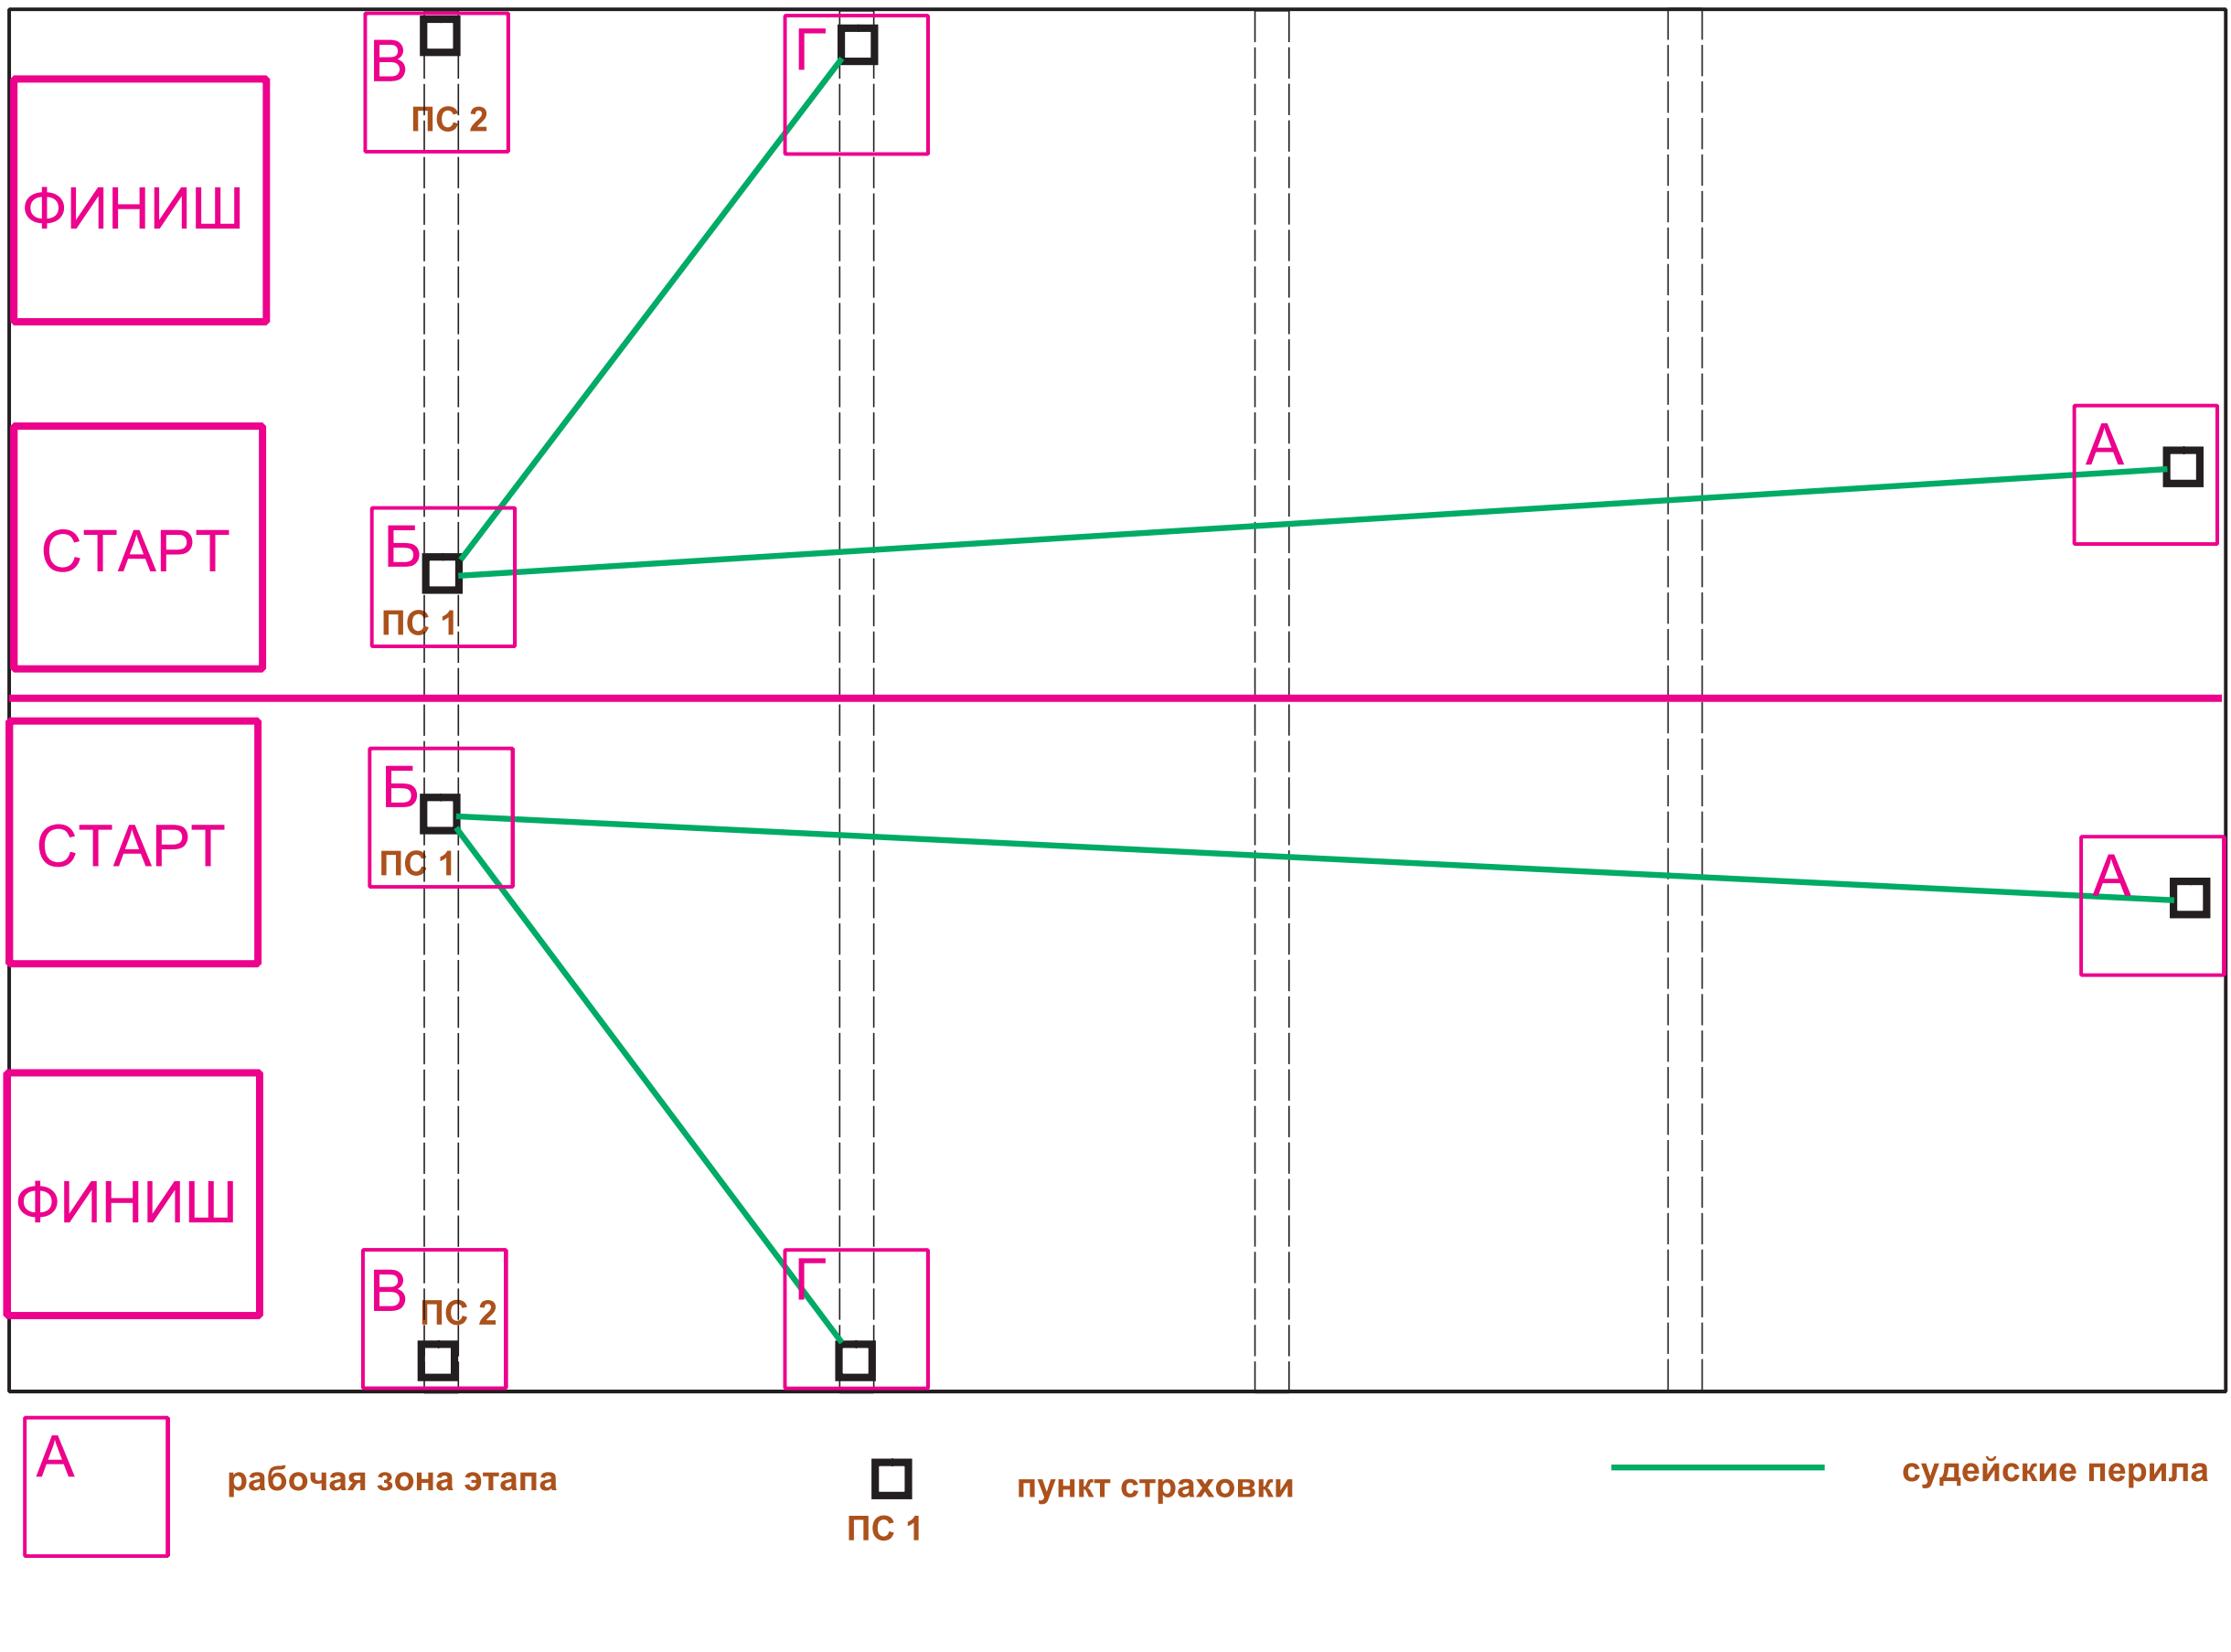 В
Г
ПС 2
ФИНИШ
А
СТАРТ
Б
ПС 1
СТАРТ
Б
ПС 1
А
ФИНИШ
В
ПС 2
Г
А
рабочая зона этапа
пункт страховки
ПС 1
судейские перила